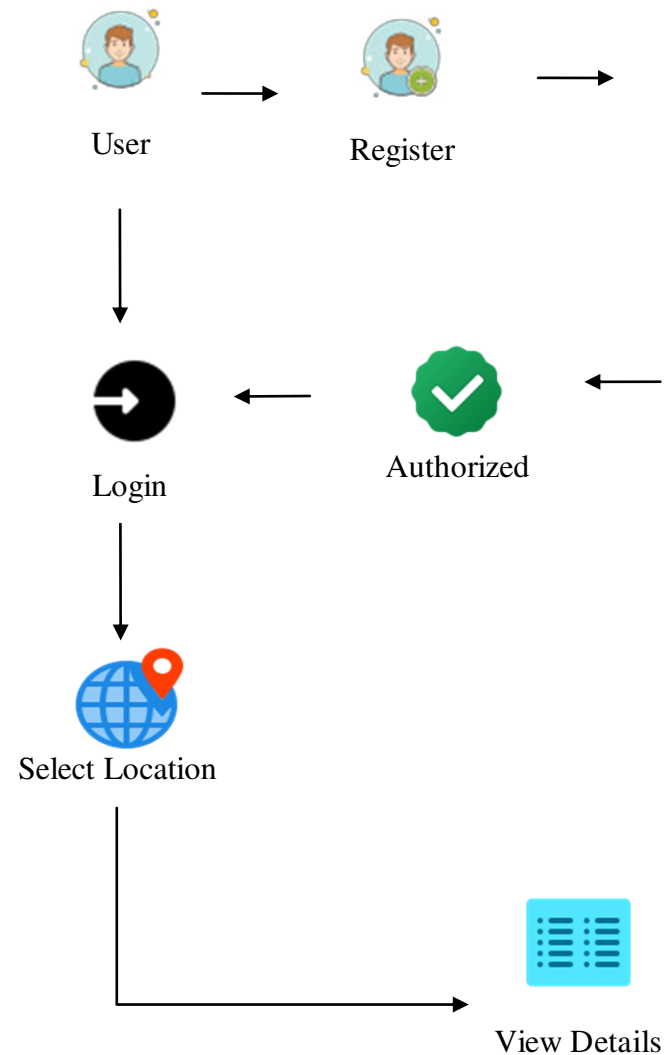 User
Register
Authorized
Login
Select Location
View Details